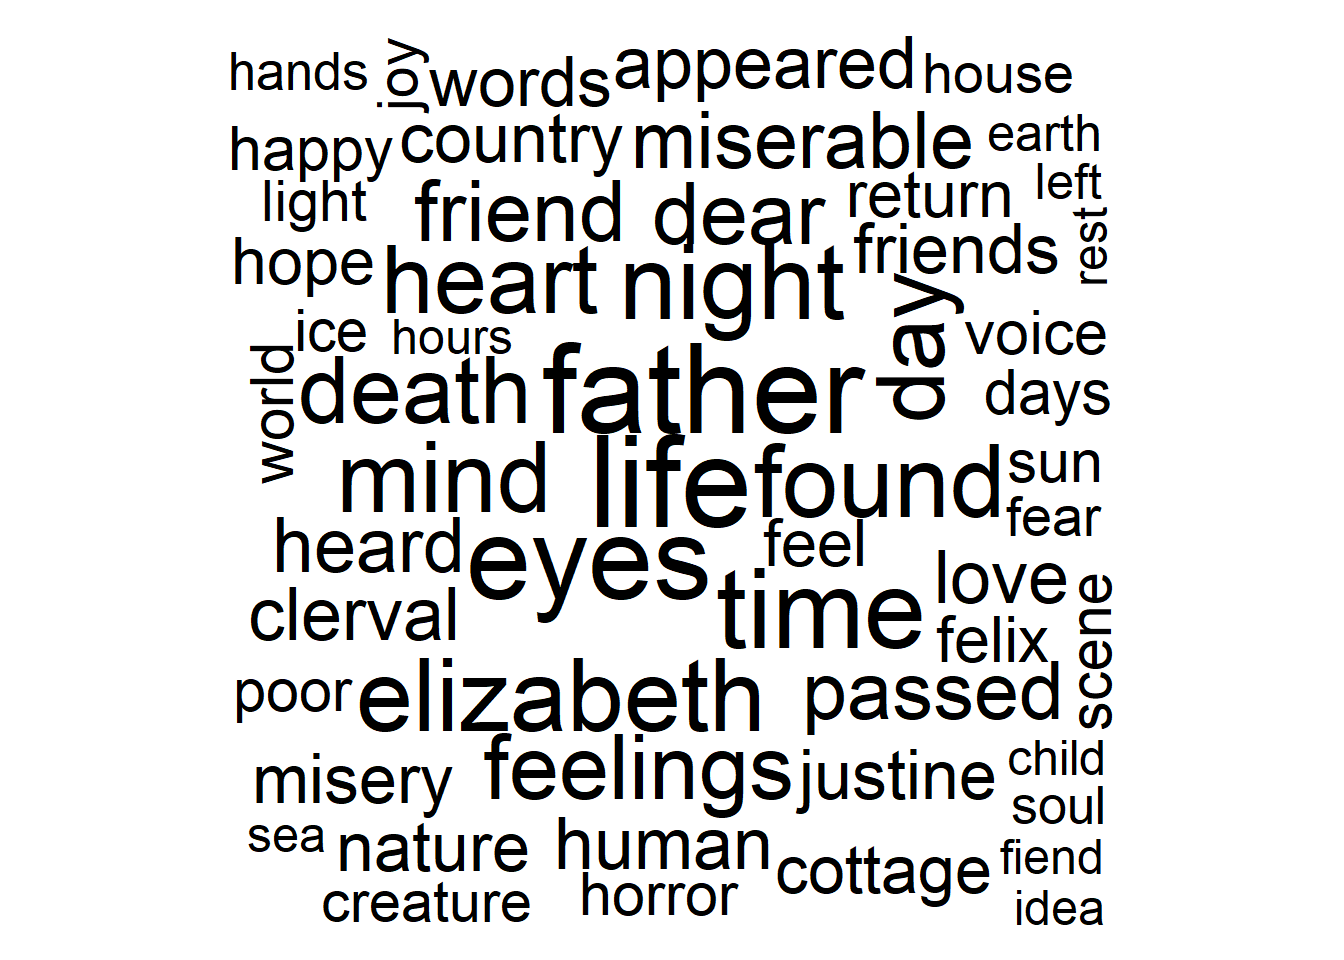 hands joy words appeared house
happy country miserable earth
light friend dear return left
hope heart night friends rest
ice hours day voice
world death father days
mind life found sun
fear
heard eyes feel love
clerval time felix scene
poor elizabeth passed
misery feelings justine child
soul
sea nature human cottage fiend
creature horror idea